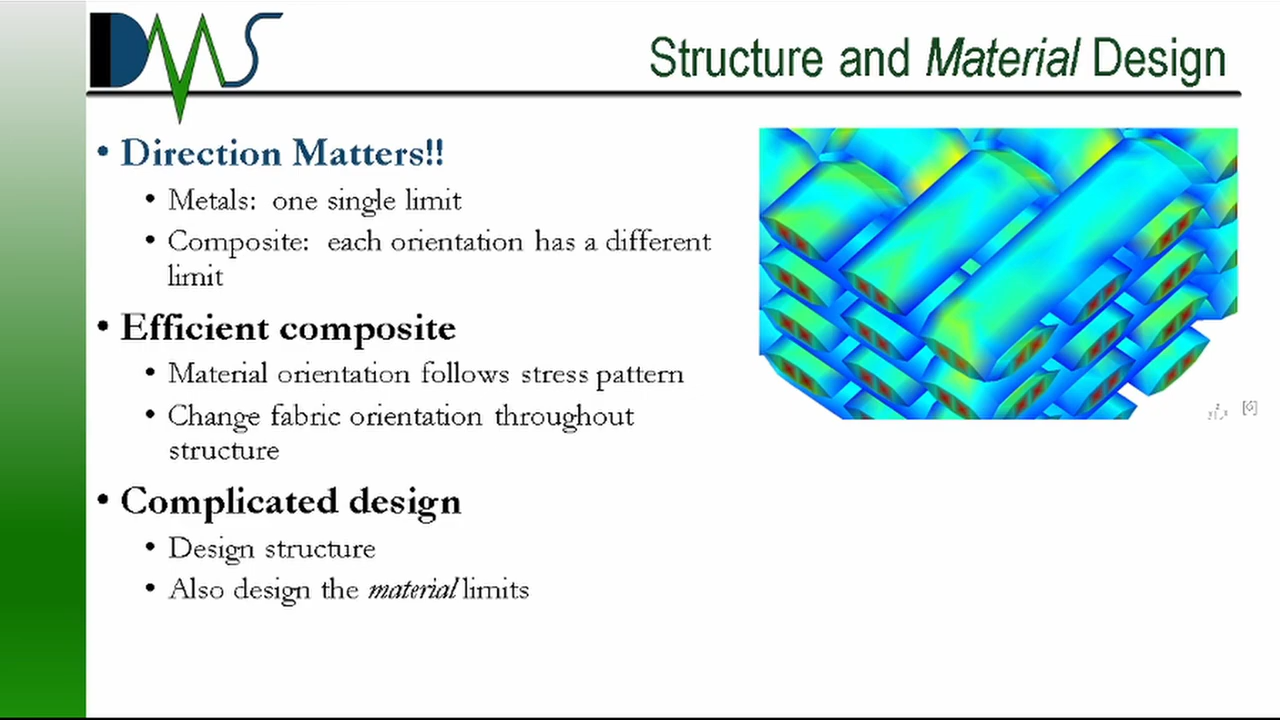 DMS
Structure and Material Design
• Direction Matters!!
• Metals: one single limit
• Composite: each orientation has a different
limit
• Efficient composite
• Material orientation follows stress pattern
• Change fabric orientation throughout
structure
• Complicated design
• Design structure
• Also design the material limits
[6]